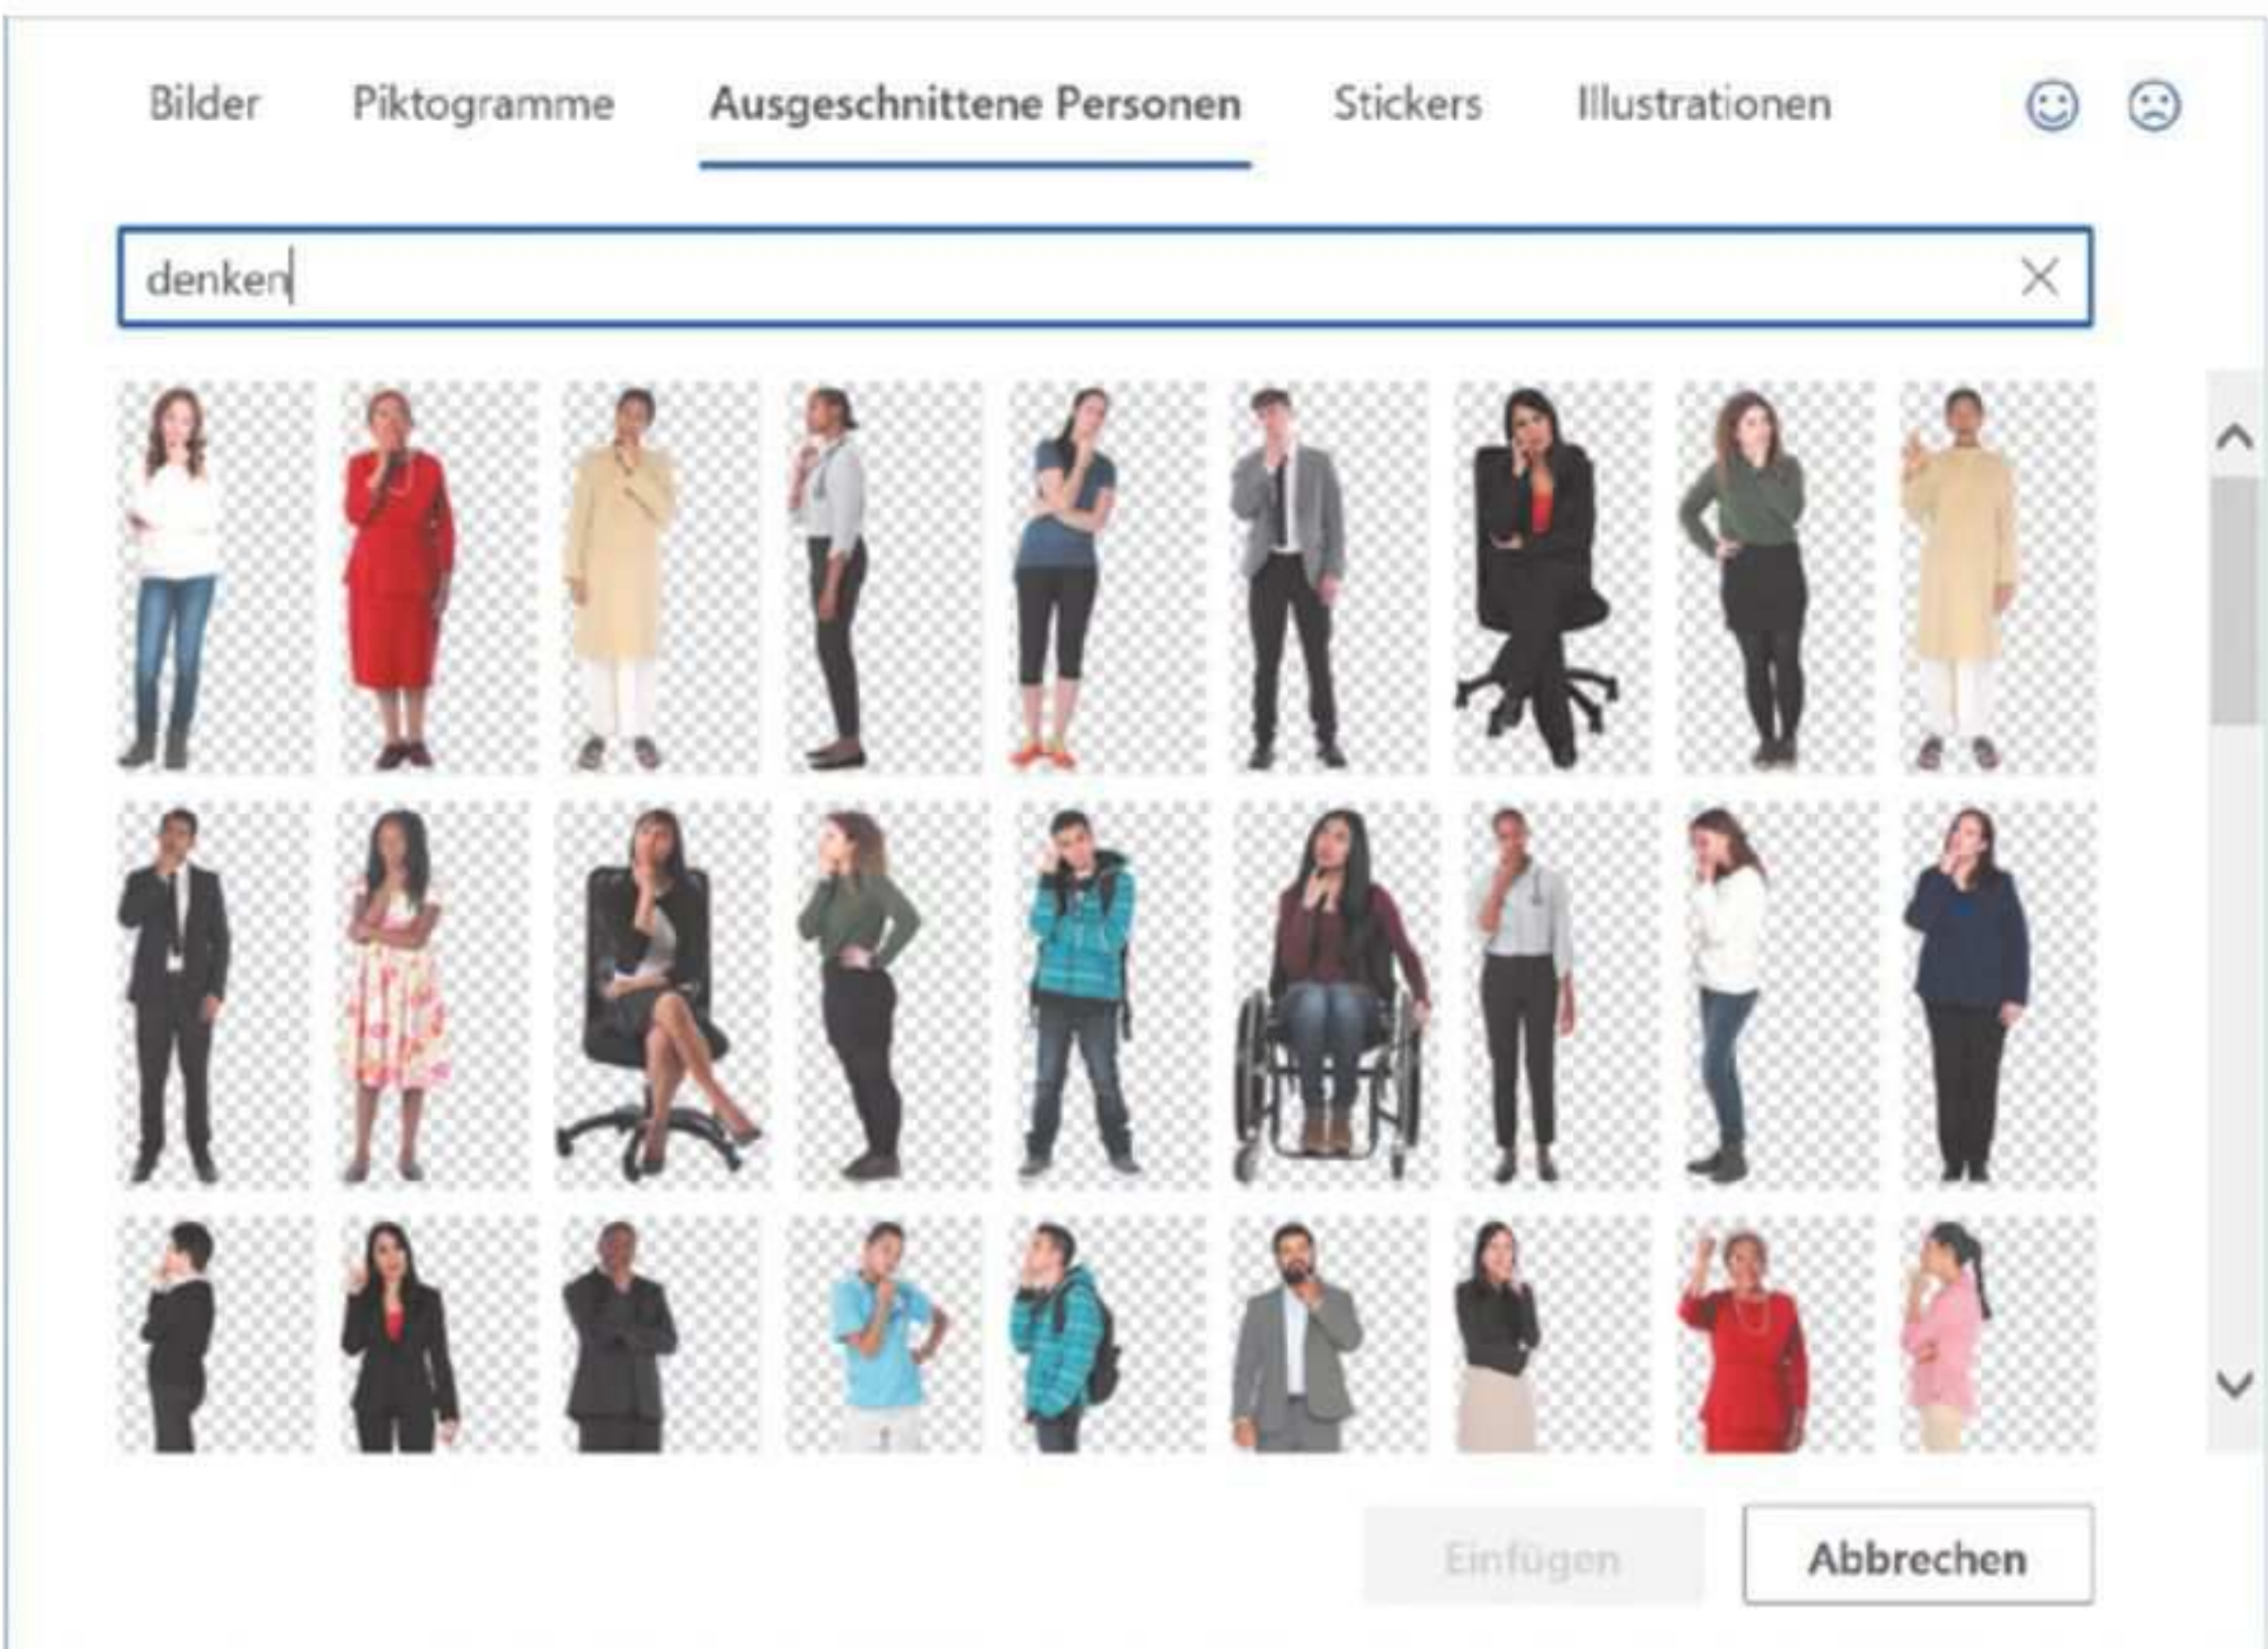 Bilder Piktogramme Ausgeschnittene Personen Stickers Illustrationen
denken
Einfügen Abbrechen